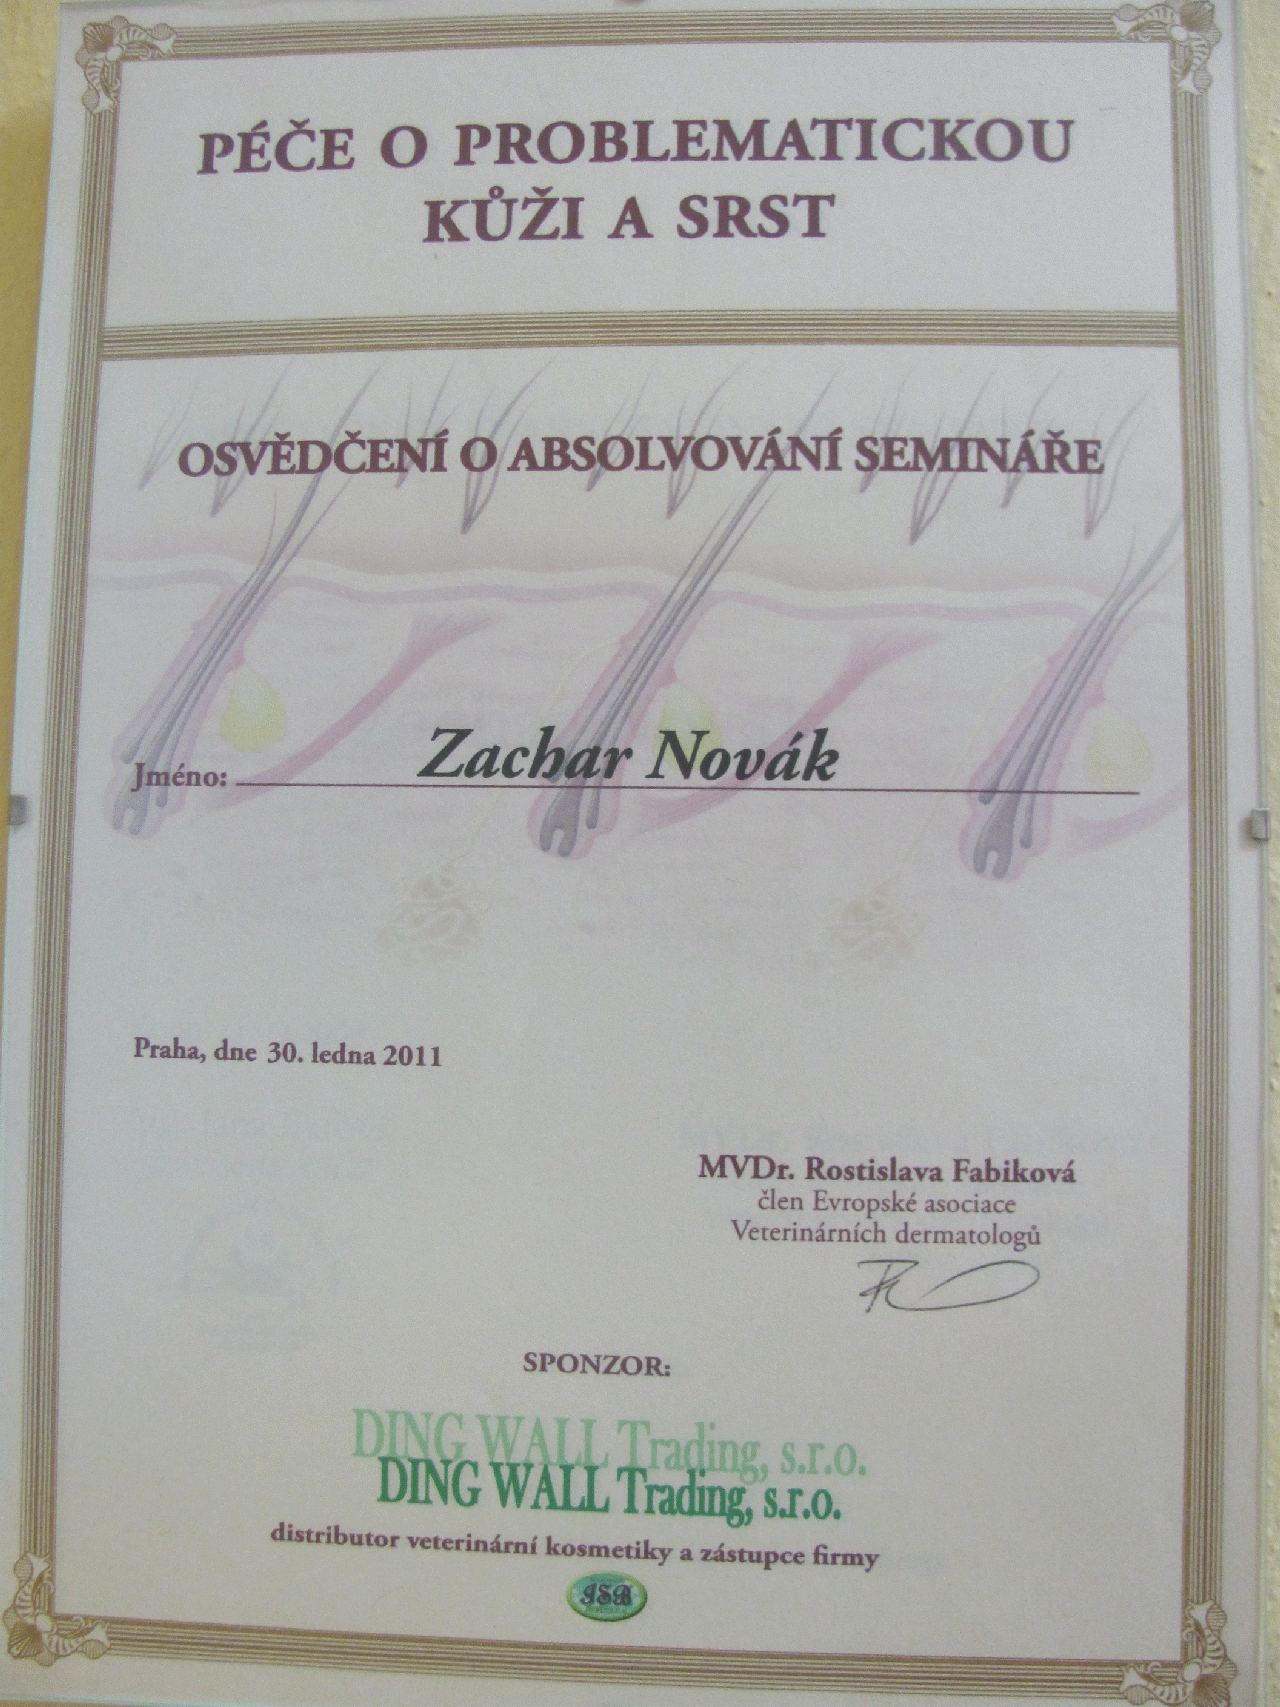 PÉČE O PROBLEMATICKOU
KŮŽI A SRST
OSVĚDČENÍ O ABSOLVOVÁNÍ SEMINÁŘE
Jméno: Zachar Novák
Praha, dne 30. ledna 2011
MVDr. Rostislava Fabiková
člen Evropské asociace
Veterinárních dermatologů
SPONZOR:
DING WALL Trading, s.r.o.
DING WALL Trading, s.r.o.
distributor veterinární kosmetiky a zástupce firmy
ISB